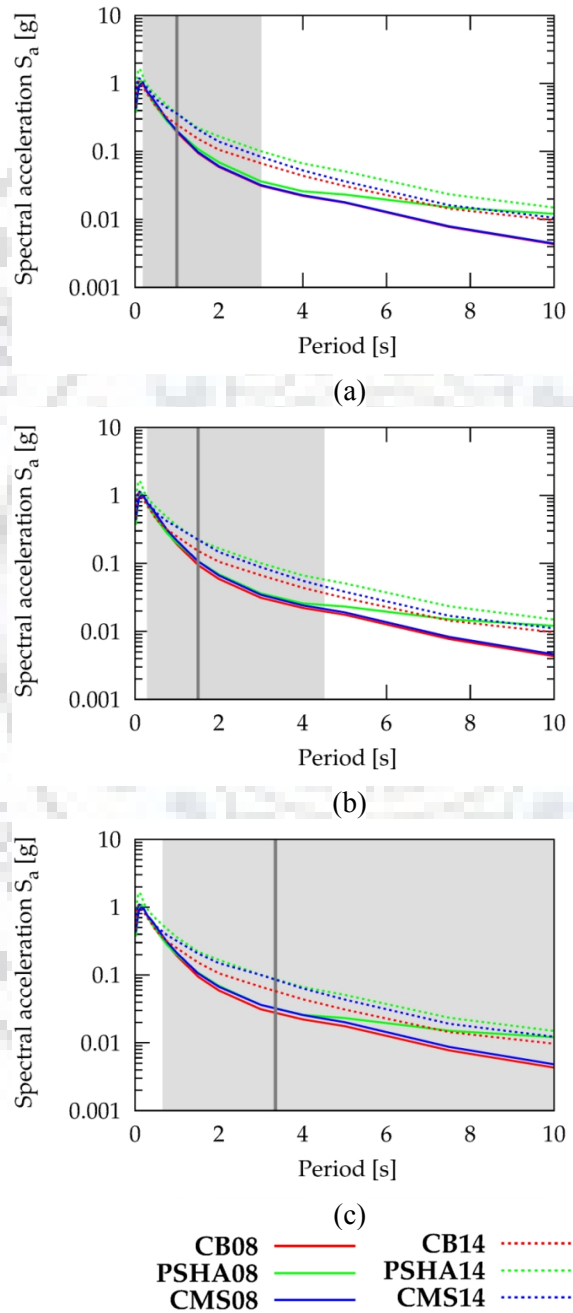 10
1
0.1
0.01
0.001
Spectral acceleration Sa [g]
0 2 4 6 8 10
Period [s]
(a)
10
1
0.1
0.01
0.001
Spectral acceleration Sa [g]
0 2 4 6 8 10
Period [s]
(b)
10
1
0.1
0.01
0.001
Spectral acceleration Sa [g]
0 2 4 6 8 10
Period [s]
(c)
CB08 CB14
PSHA08 PSHA14
CMS08 CMS14